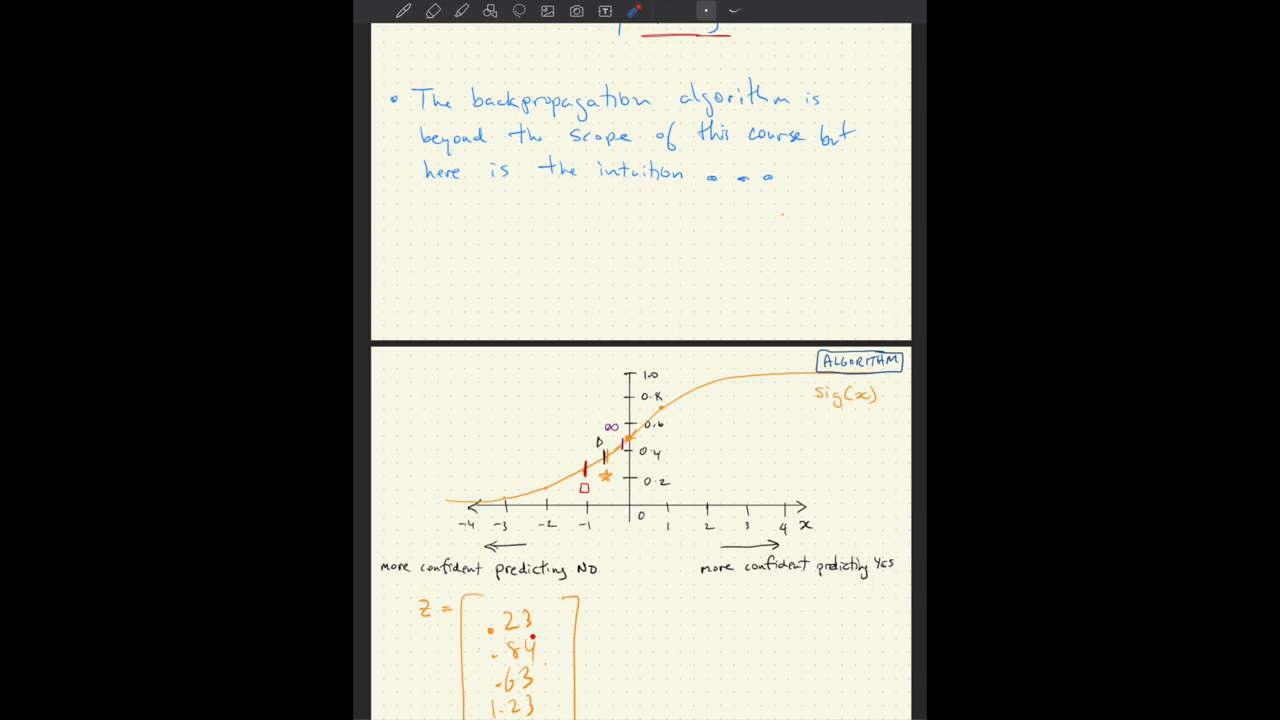 • The backpropagation algorithm is
beyond the scope of this course but
here is the intuition ...
ALGORITHM
sig(x)
1.0
0.8
0.6
0.4
0.2
0
-4 -3 -2 -1 1 2 3 4 x
more confident predicting NO
more confident predicting YES
z =
.23
.84
.63
1.23